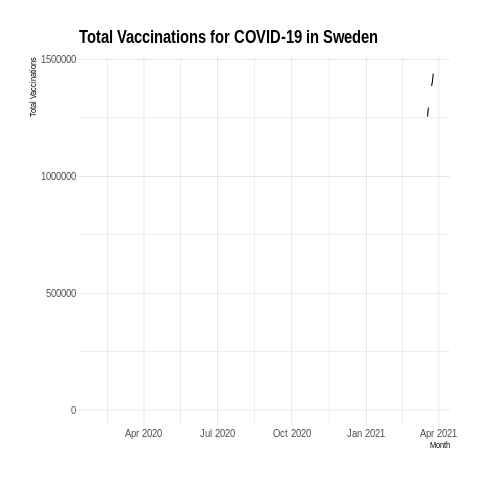 Total Vaccinations for COVID-19 in Sweden
Total Vaccinations
1500000
1000000
500000
0
Apr 2020 Jul 2020 Oct 2020 Jan 2021 Apr 2021
Month